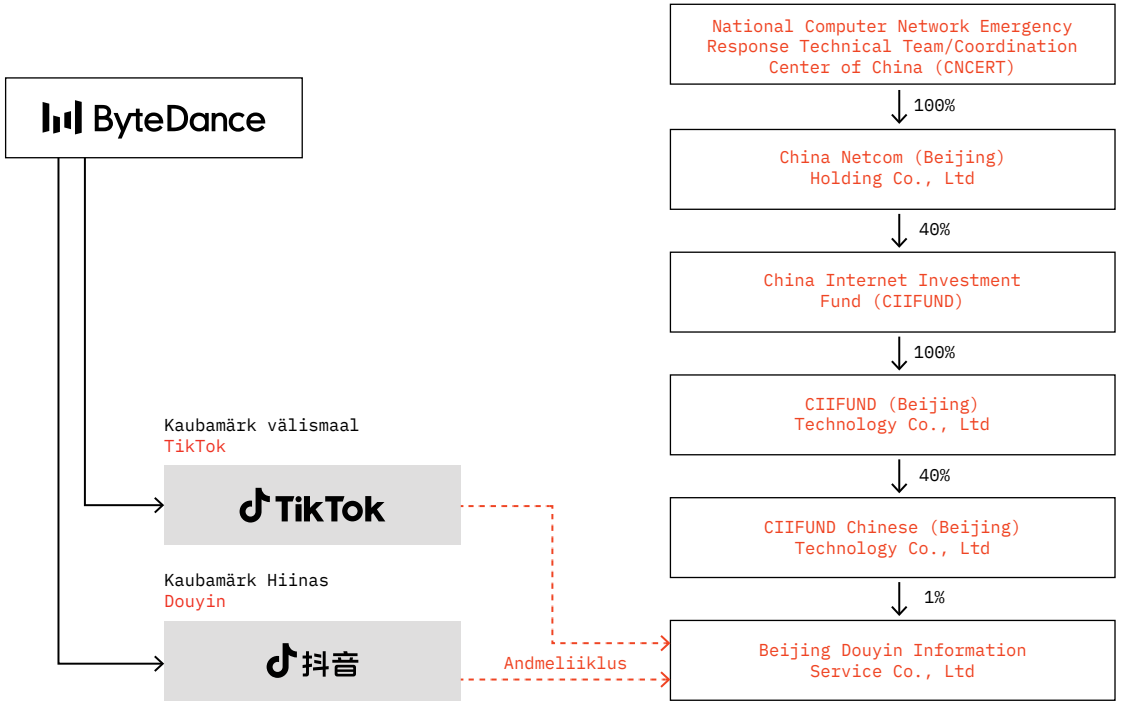 ByteDance
Kaubamärk välismaal
TikTok
TikTok
Kaubamärk Hiinas
Douyin
抖音
Andmeliiklus
National Computer Network Emergency
Response Technical Team/Coordination
Center of China (CNCERT)
100%
China Netcom (Beijing)
Holding Co., Ltd
40%
China Internet Investment
Fund (CIIFUND)
100%
CIIFUND (Beijing)
Technology Co., Ltd
40%
CIIFUND Chinese (Beijing)
Technology Co., Ltd
1%
Beijing Douyin Information
Service Co., Ltd